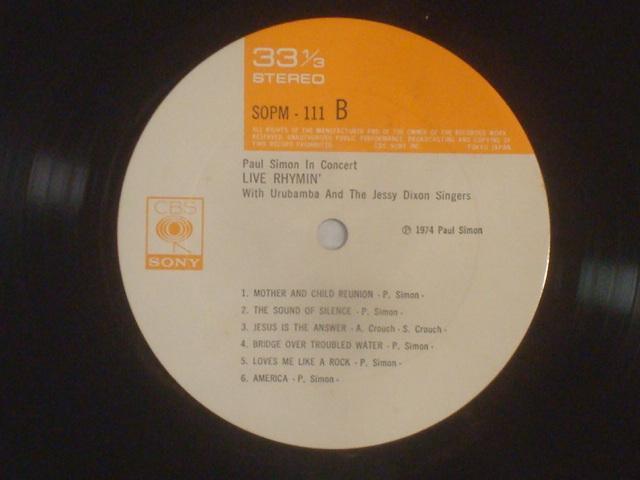 33 1/3
STEREO
SOPM - 111 B
ALL RIGHTS OF THE MANUFACTURER AND OF THE OWNER OF THE RECORDED WORK
RESERVED. UNAUTHORIZED PUBLIC PERFORMANCE, BROADCASTING AND COPYING OF
THIS RECORD PROHIBITED CBS SONY INC. TOKYO JAPAN
Paul Simon In Concert
LIVE RHYMIN'
With Urubamba And The Jessy Dixon Singers
℗ 1974 Paul Simon
CBS
SONY
1. MOTHER AND CHILD REUNION - P. Simon -
2. THE SOUND OF SILENCE - P. Simon -
3. JESUS IS THE ANSWER - A. Crouch - S. Crouch -
4. BRIDGE OVER TROUBLED WATER - P. Simon -
5. LOVES ME LIKE A ROCK - P. Simon -
6. AMERICA - P. Simon -